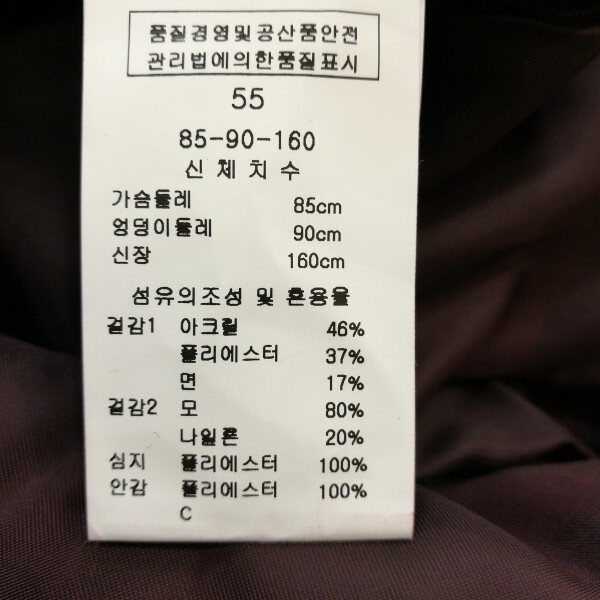 품질경영및공산품안전
관리법에의한품질표시
55
85-90-160
신체치수
가슴둘레 85cm
엉덩이둘레 90cm
신장 160cm
섬유의조성 및 혼용율
겉감1 아크릴 46%
폴리에스터 37%
면 17%
겉감2 모 80%
나일론 20%
심지 폴리에스터 100%
안감 폴리에스터 100%
C